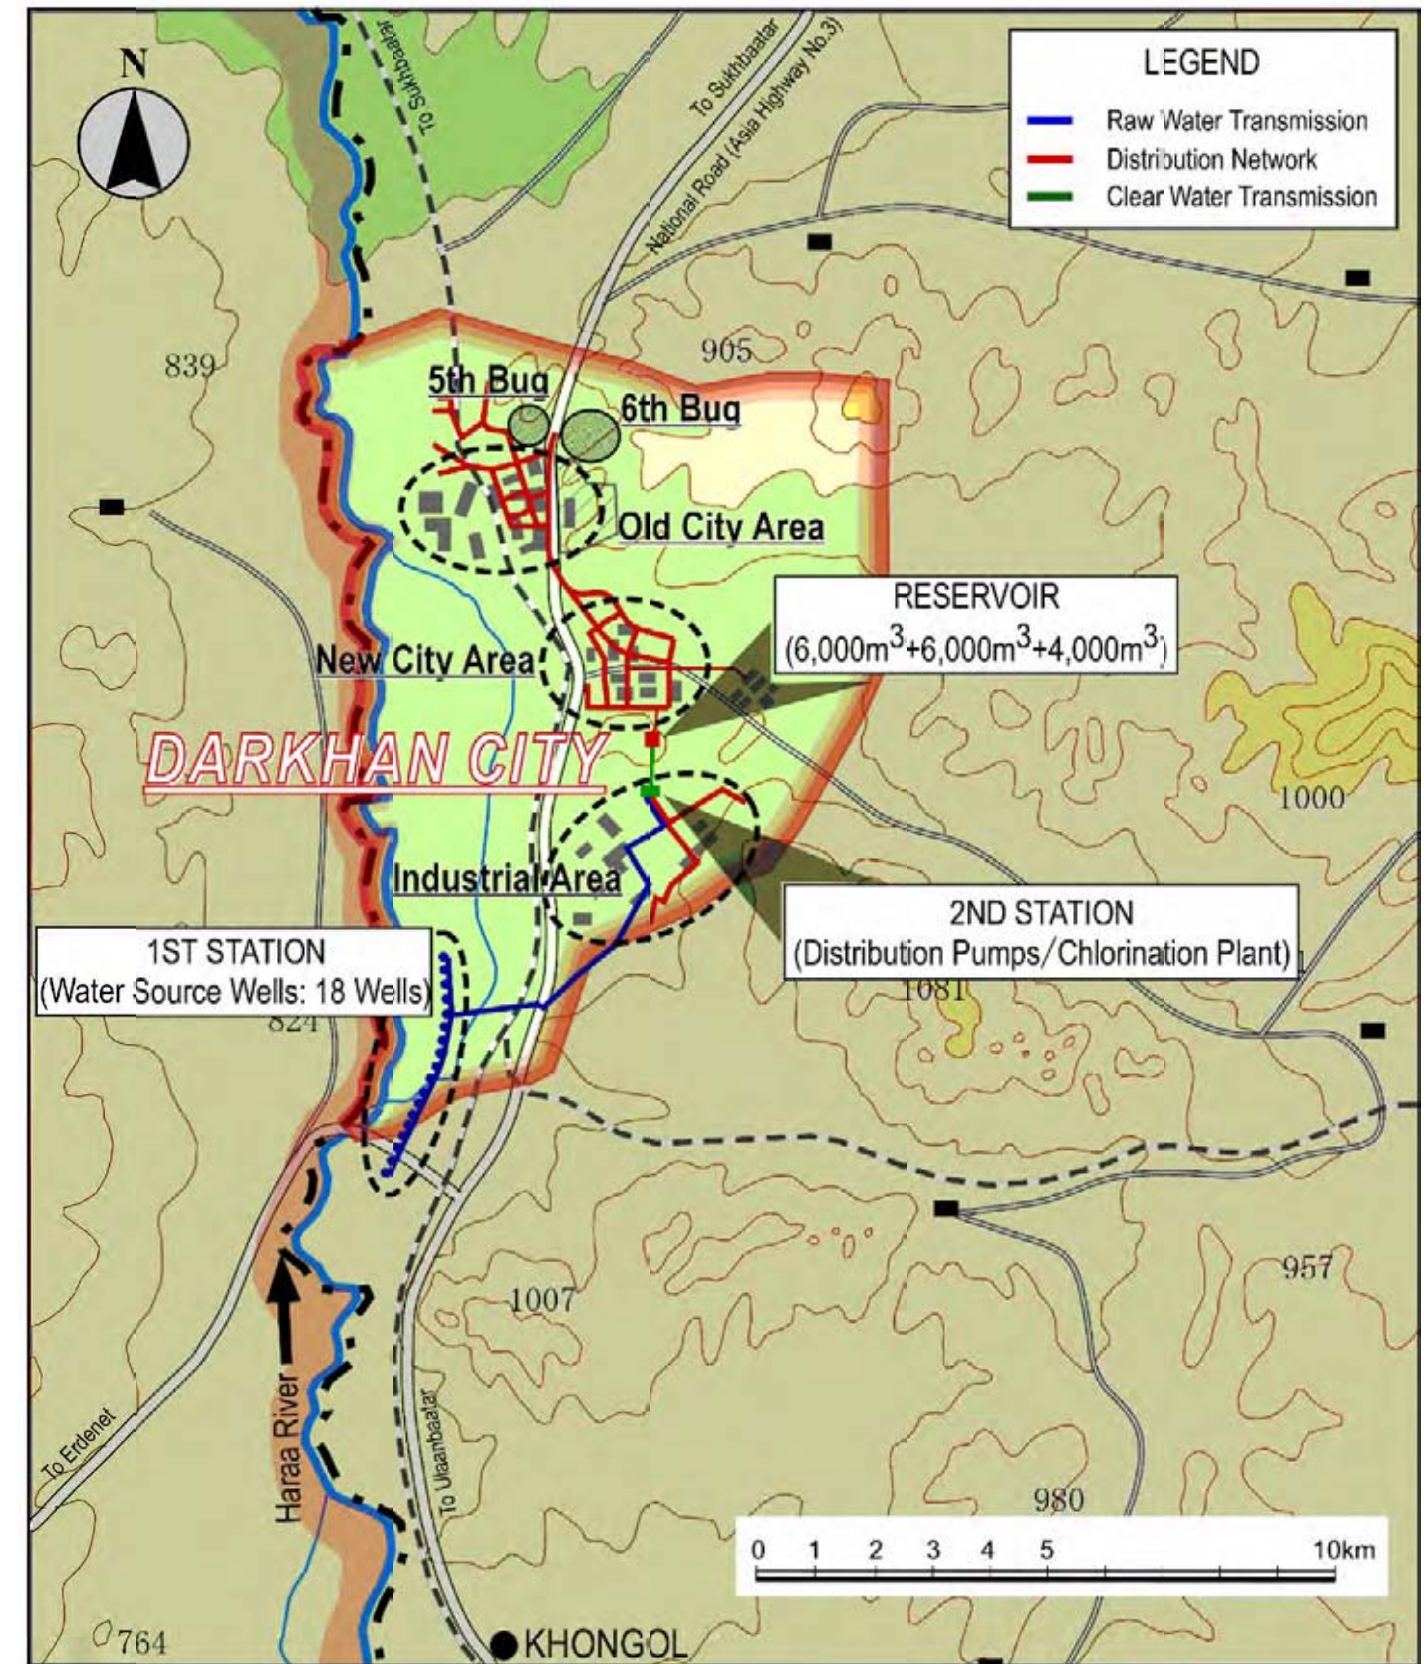 N
To Sukhbaatar
To Sukhbaatar
National Road (Asia Highway No.3)
LEGEND
Raw Water Transmission
Distribution Network
Clear Water Transmission
839
905
5th Bug
6th Bug
Old City Area
RESERVOIR
(6,000m³+6,000m³+4,000m³)
New City Area
DARKHAN CITY
1000
Industrial Area
2ND STATION
(Distribution Pumps/Chlorination Plant)
1ST STATION
(Water Source Wells: 18 Wells)
1081
824
957
1007
To Erdenet
Haraa River
To Ulaanbaatar
980
0 1 2 3 4 5 10km
764
KHONGOL